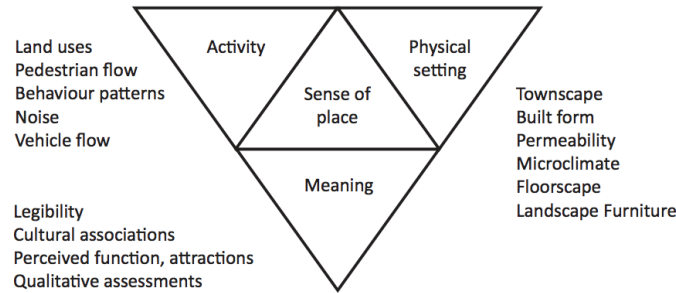 Land uses
Pedestrian flow
Behaviour patterns
Noise
Vehicle flow
Activity
Physical
setting
Sense of
place
Townscape
Built form
Permeability
Microclimate
Floorscape
Landscape Furniture
Meaning
Legibility
Cultural associations
Perceived function, attractions
Qualitative assessments